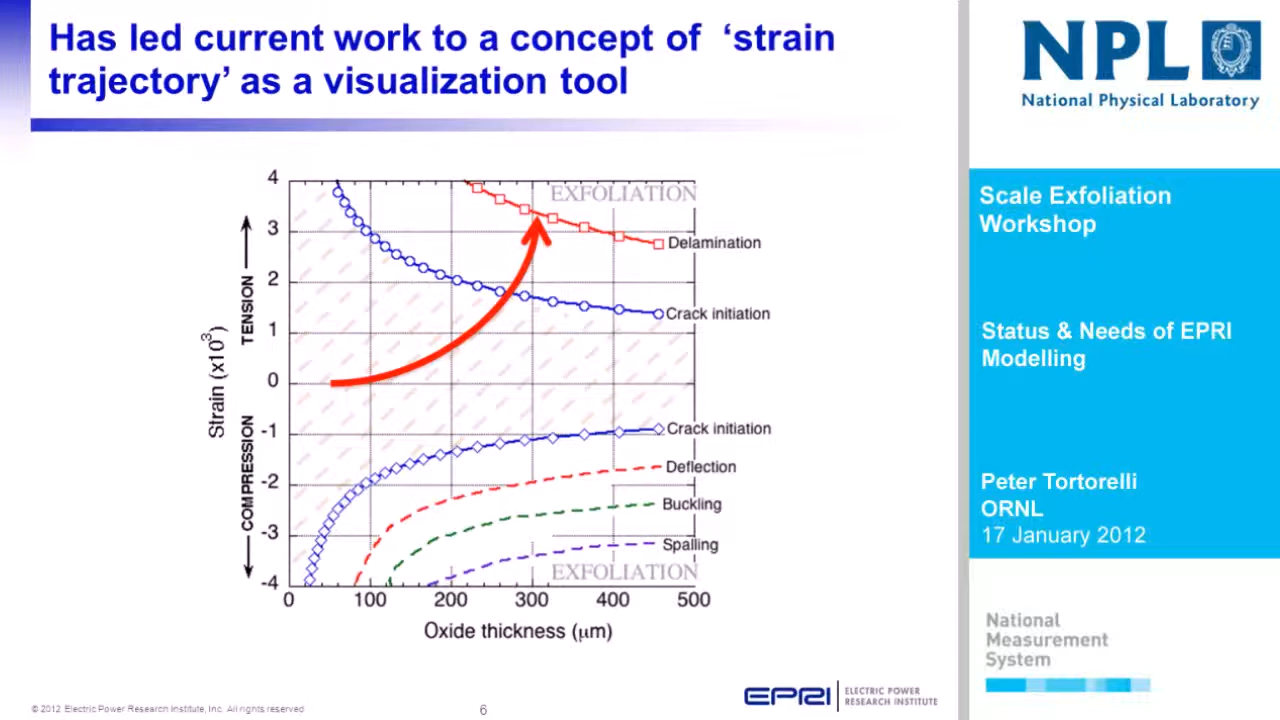 Has led current work to a concept of ‘strain
trajectory’ as a visualization tool
4
3
2
1
0
-1
-2
-3
-4
TENSION
COMPRESSION
Strain (x10³)
EXFOLIATION
Delamination
Crack initiation
Crack initiation
Deflection
Buckling
Spalling
EXFOLIATION
0 100 200 300 400 500
Oxide thickness (μm)
© 2012 Electric Power Research Institute, Inc. All rights reserved
6
EPRI
ELECTRIC POWER
RESEARCH INSTITUTE
NPL
National Physical Laboratory
Scale Exfoliation
Workshop
Status & Needs of EPRI
Modelling
Peter Tortorelli
ORNL
17 January 2012
National
Measurement
System